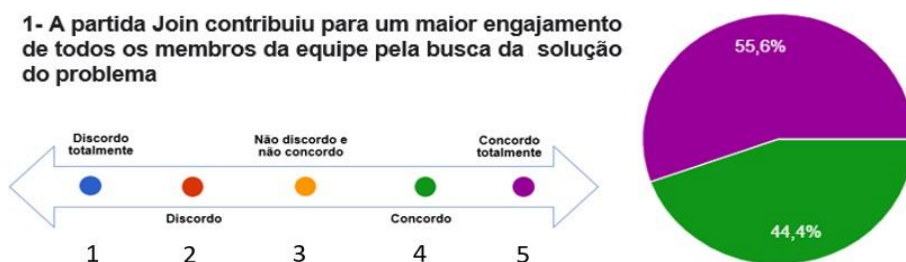 1- A partida Join contribuiu para um maior engajamento
de todos os membros da equipe pela busca da solução
do problema
55,6%
44,4%
Discordo
totalmente
Não discordo e
não concordo
Concordo
totalmente
Discordo
Concordo
1 2 3 4 5